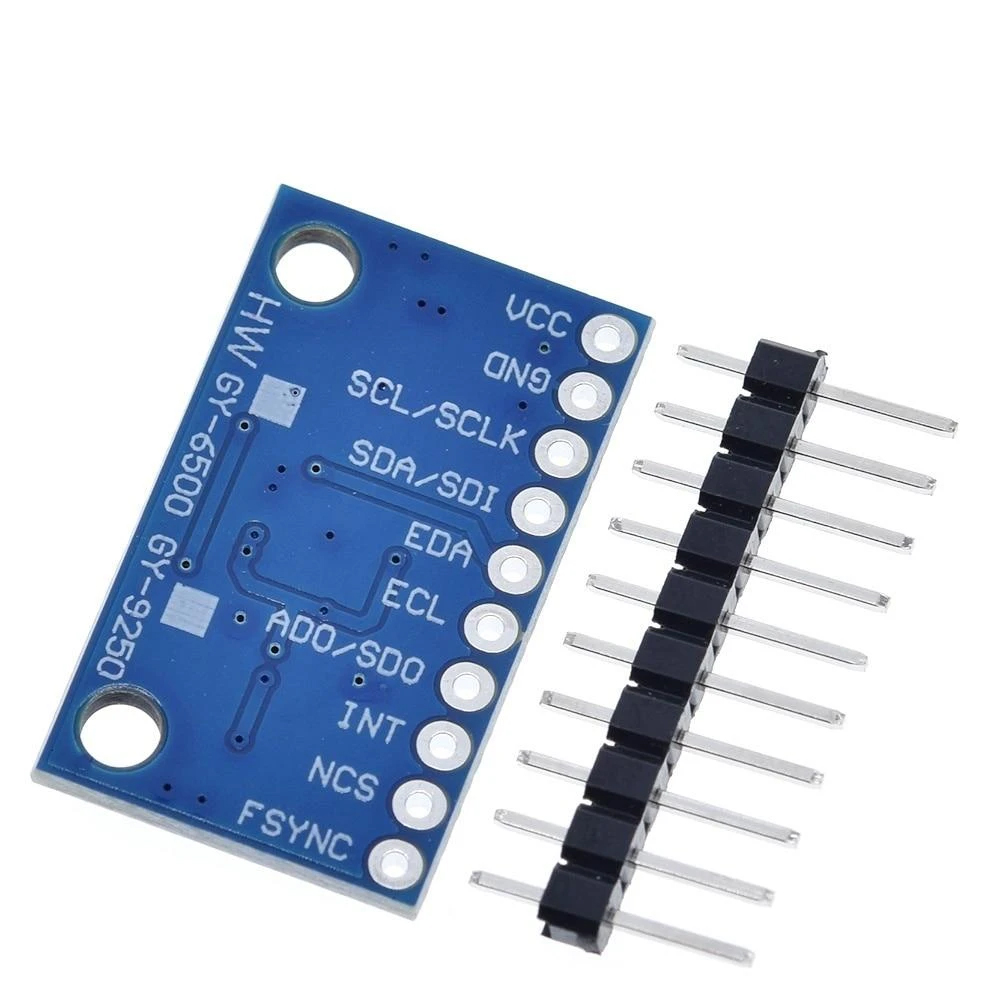 VCC
GND
SCL/SCLK
SDA/SDI
EDA
ECL
ADO/SDO
INT
NCS
FSYNC
HW GY-6500 GY-9250